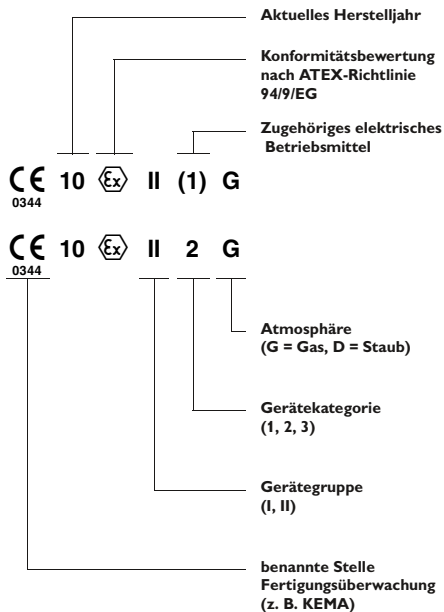 Aktuelles Herstelljahr
Konformitätsbewertung
nach ATEX-Richtlinie
94/9/EG
Zugehöriges elektrisches
Betriebsmittel
CE 10 Ex II (1) G
0344
CE 10 Ex II 2 G
0344
Atmosphäre
(G = Gas, D = Staub)
Gerätekategorie
(1, 2, 3)
Gerätegruppe
(I, II)
benannte Stelle
Fertigungsüberwachung
(z. B. KEMA)